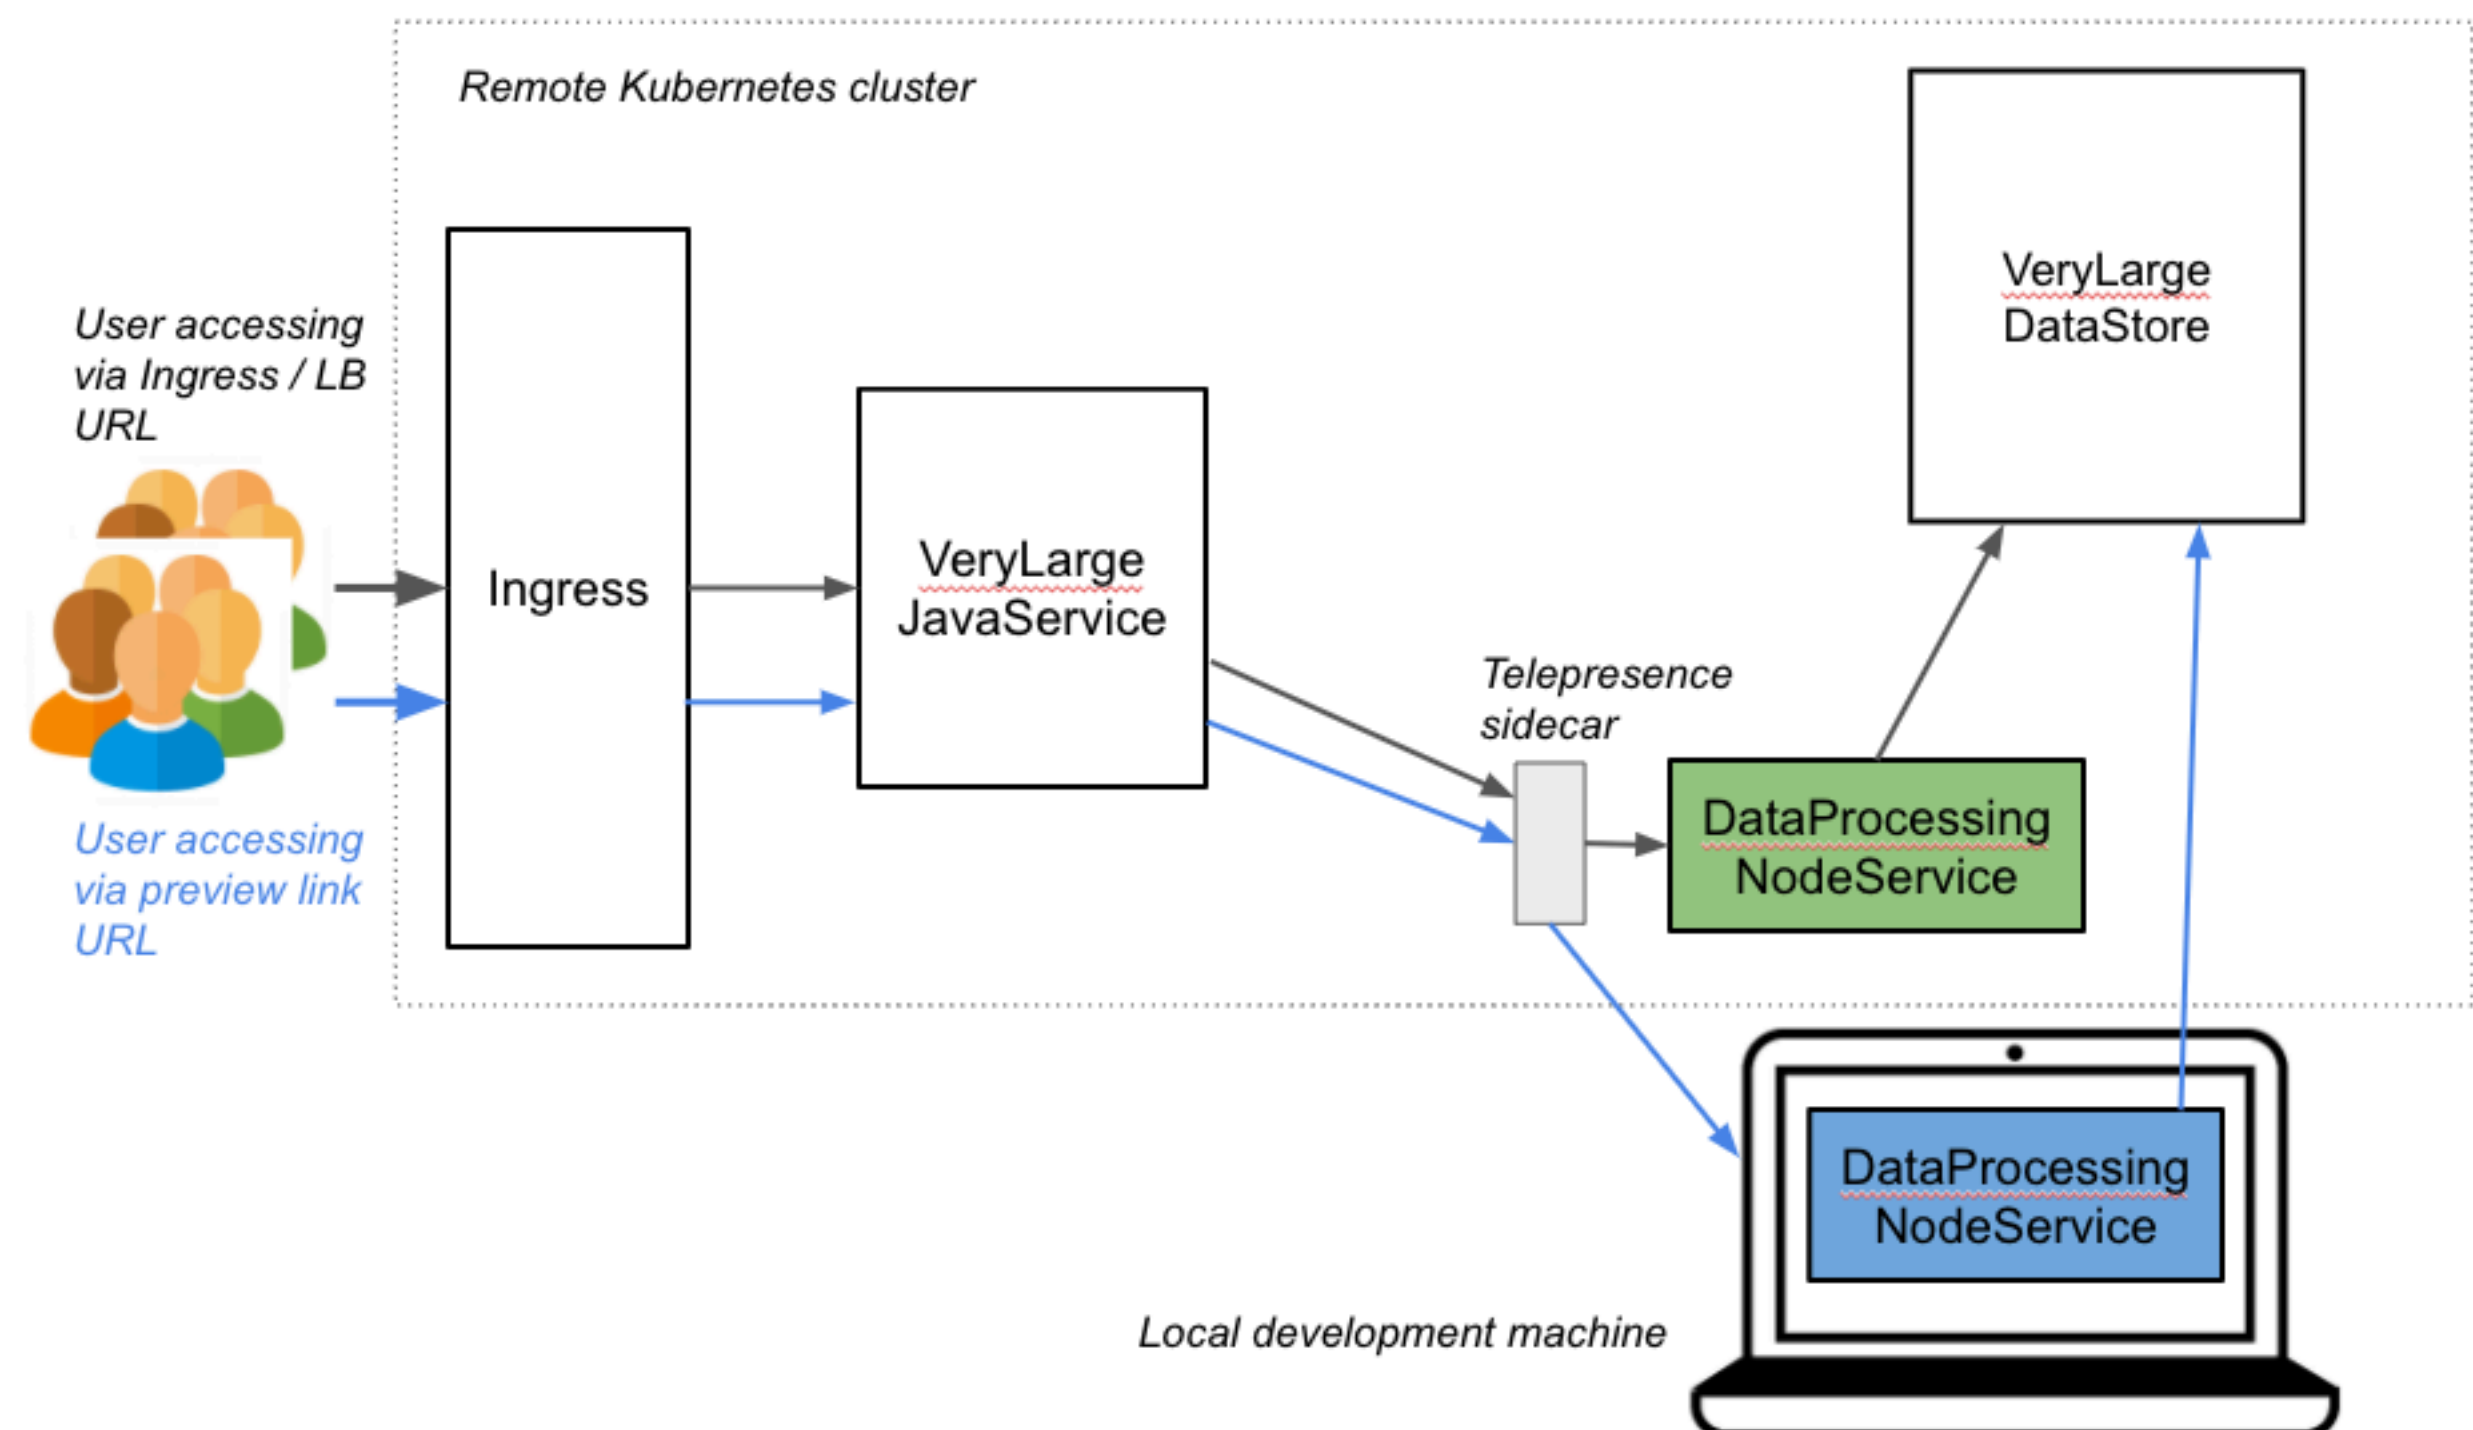 Remote Kubernetes cluster
User accessing
via Ingress / LB
URL
User accessing
via preview link
URL
Ingress
VeryLarge
JavaService
Telepresence
sidecar
DataProcessing
NodeService
VeryLarge
DataStore
Local development machine
DataProcessing
NodeService